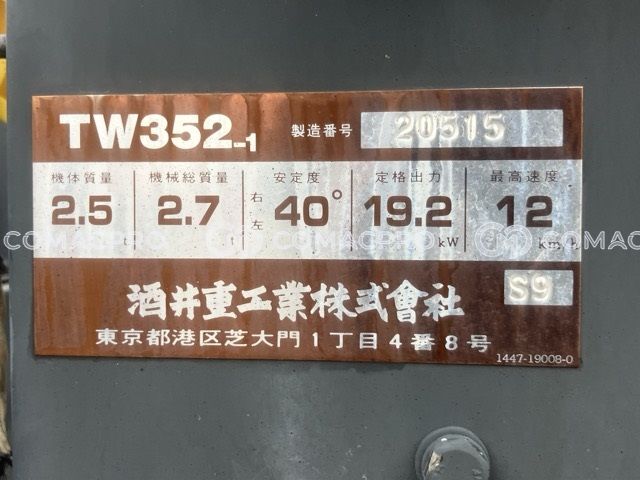 TW352-1 製造番号 20515
機体質量 機械総質量 安定度 定格出力 最高速度
2.5 t 2.7 t 右 左 40° 19.2 kW 12 km/h
COMACPRO COMACPRO COMAC
酒井重工業株式會社 S9
東京都港区芝大門1丁目4番8号
1447-19008-0